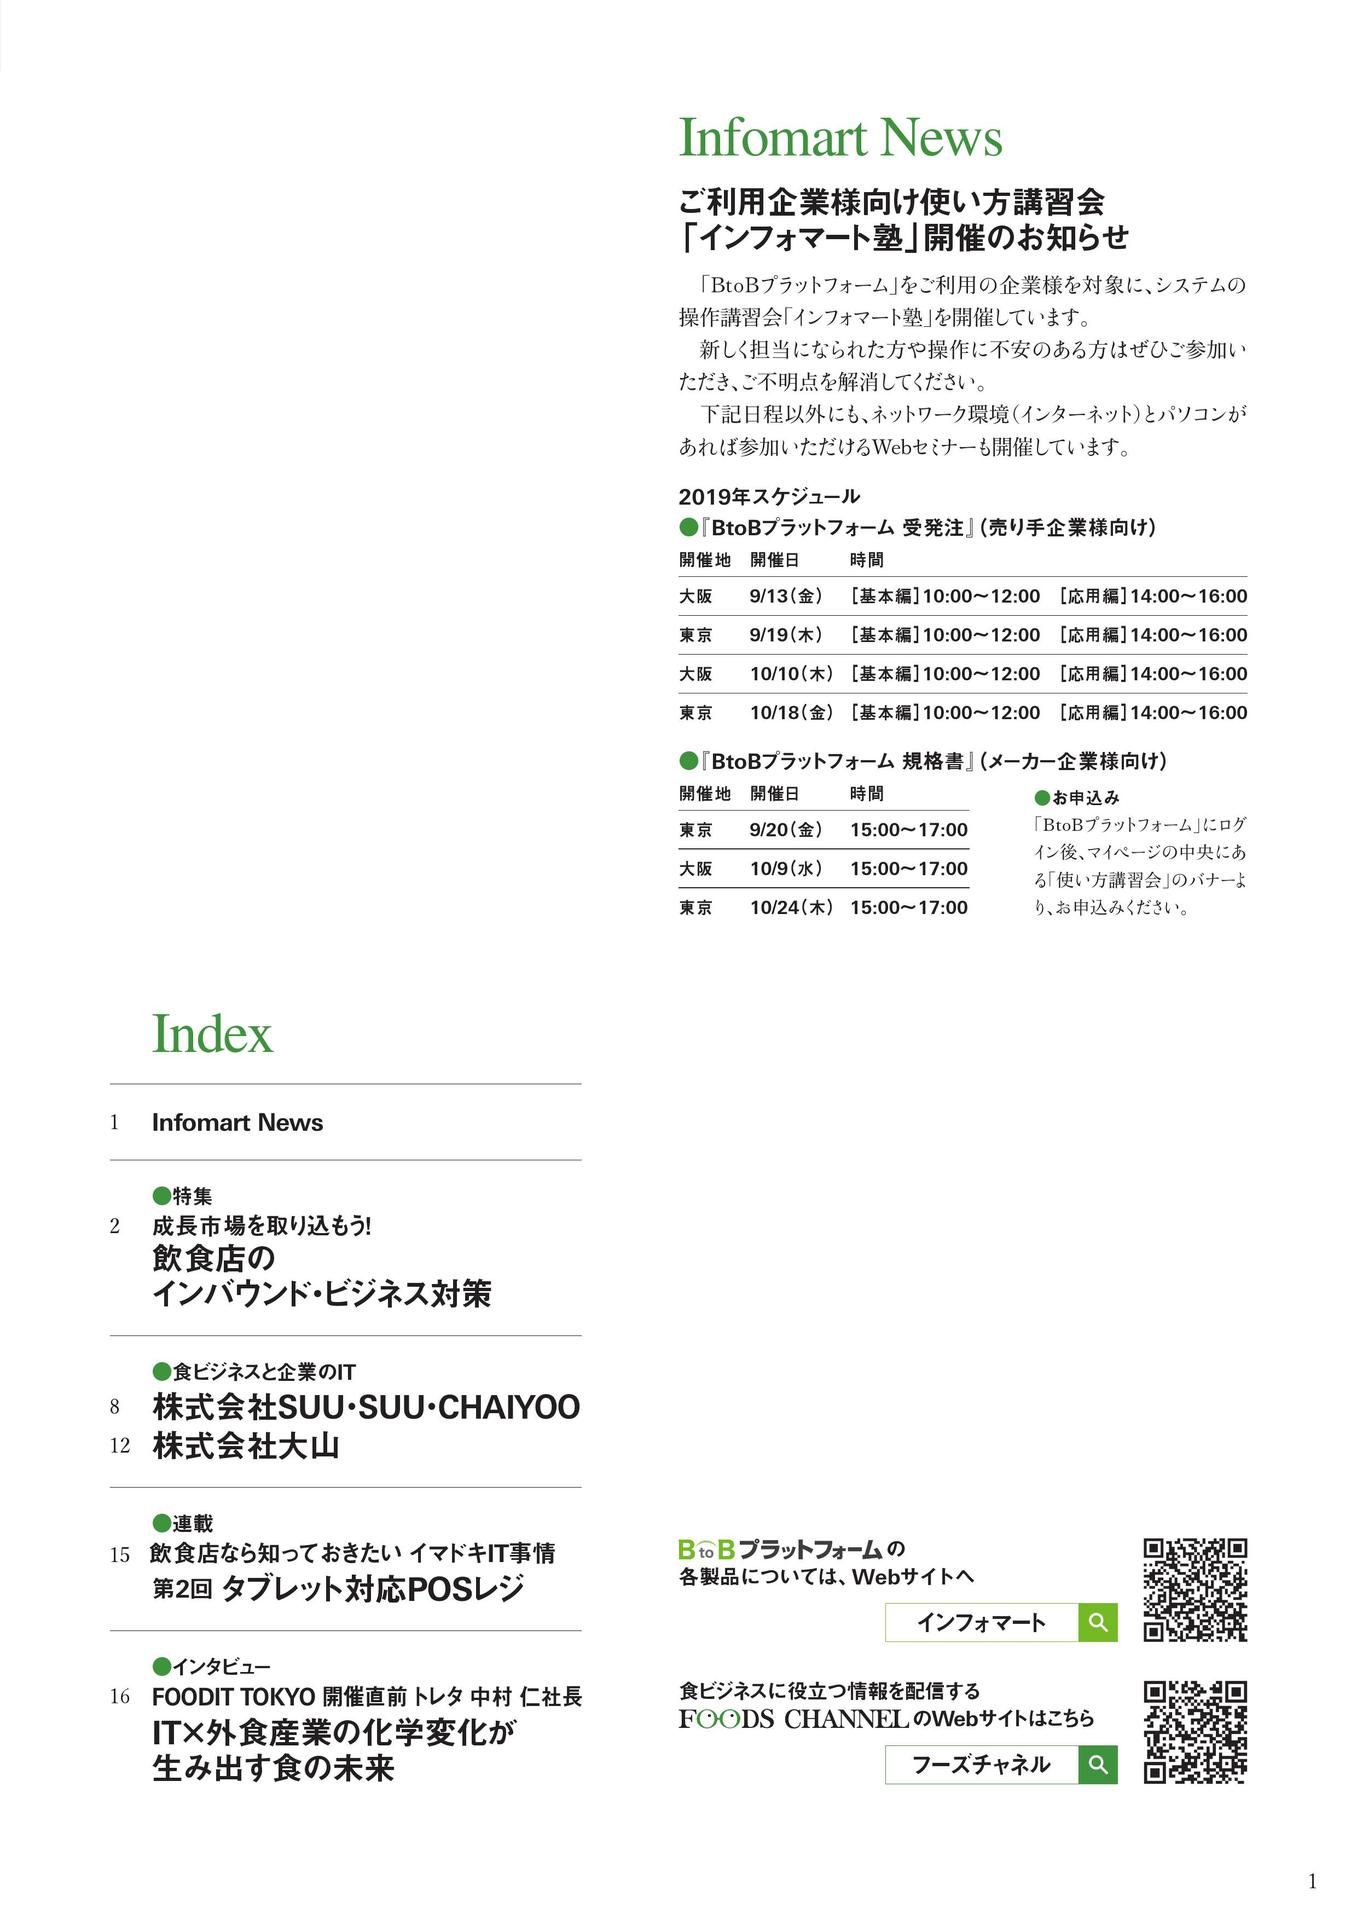 Infomart News
ご利用企業様向け使い方講習会
「インフォマート塾」開催のお知らせ
「BtoBプラットフォーム」をご利用の企業様を対象に、システムの
操作講習会「インフォマート塾」を開催しています。
新しく担当になられた方や操作に不安のある方はぜひご参加い
ただき、ご不明点を解消してください。
下記日程以外にも、ネットワーク環境（インターネット）とパソコンが
あれば参加いただけるWebセミナーも開催しています。
2019年スケジュール
●『BtoBプラットフォーム 受発注』（売り手企業様向け）
開催地 開催日 時間
大阪 9/13（金） ［基本編］10:00〜12:00 ［応用編］14:00〜16:00
東京 9/19（木） ［基本編］10:00〜12:00 ［応用編］14:00〜16:00
大阪 10/10（木） ［基本編］10:00〜12:00 ［応用編］14:00〜16:00
東京 10/18（金） ［基本編］10:00〜12:00 ［応用編］14:00〜16:00
●『BtoBプラットフォーム 規格書』（メーカー企業様向け）
開催地 開催日 時間
東京 9/20（金） 15:00〜17:00
大阪 10/9（水） 15:00〜17:00
東京 10/24（木） 15:00〜17:00
●お申込み
「BtoBプラットフォーム」にログ
イン後、マイページの中央にあ
る「使い方講習会」のバナーよ
り、お申込みください。
Index
1 Infomart News
●特集
2 成長市場を取り込もう!
飲食店の
インバウンド・ビジネス対策
●食ビジネスと企業のIT
8 株式会社SUU・SUU・CHAIYOO
12 株式会社大山
●連載
15 飲食店なら知っておきたい イマドキIT事情
第2回 タブレット対応POSレジ
●インタビュー
16 FOODIT TOKYO 開催直前 トレタ 中村 仁社長
IT×外食産業の化学変化が
生み出す食の未来
BtoBプラットフォームの
各製品については、Webサイトへ
インフォマート
食ビジネスに役立つ情報を配信する
FOODS CHANNELのWebサイトはこちら
フーズチャネル
1